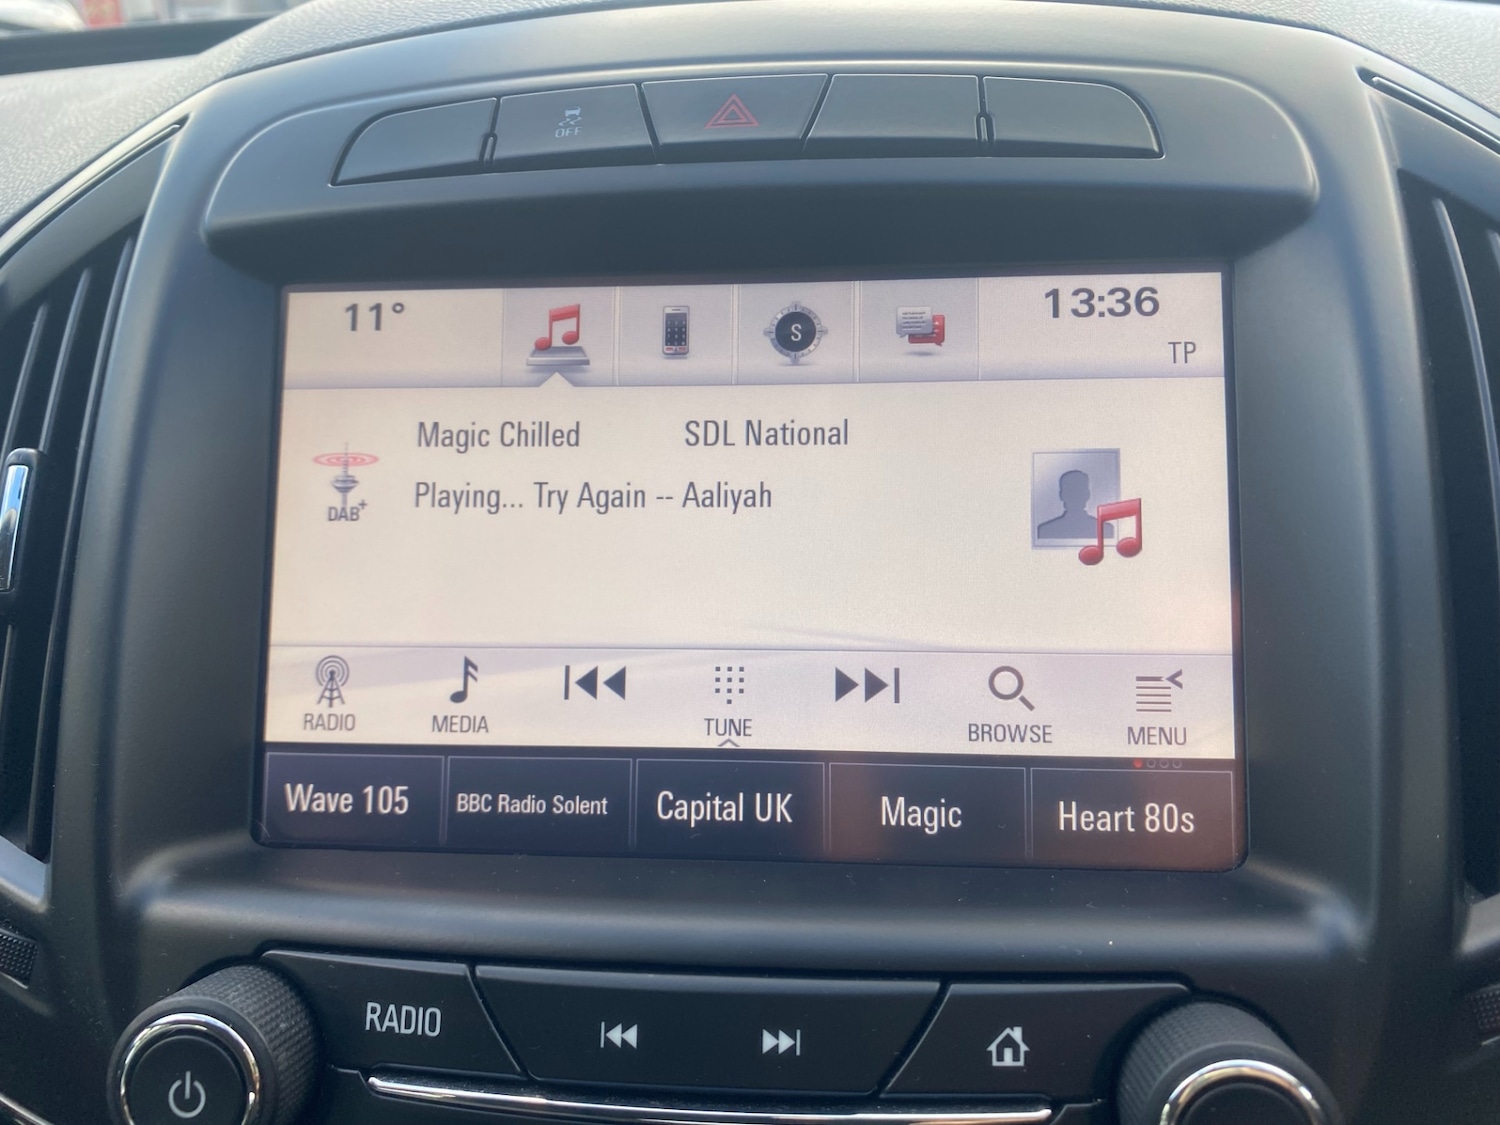 OFF
11°
S
13:36
TP
Magic Chilled SDL National
DAB+
Playing... Try Again -- Aaliyah
RADIO MEDIA TUNE BROWSE MENU
Wave 105 BBC Radio Solent Capital UK Magic Heart 80s
RADIO